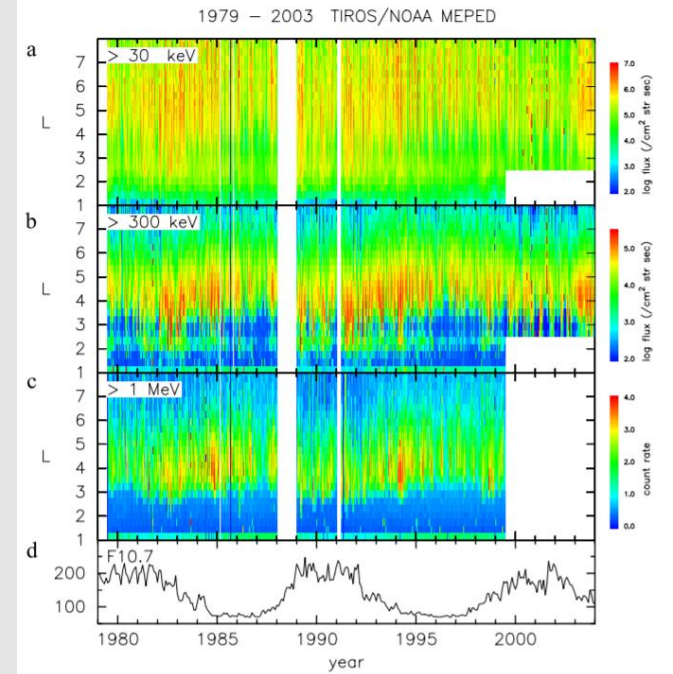 1979 – 2003 TIROS/NOAA MEPED
a
> 30 keV
L
7
6
5
4
3
2
1
7.0
6.0
5.0
4.0
3.0
2.0
log flux (/cm² str sec)
b
> 300 keV
L
7
6
5
4
3
2
1
5.0
4.0
3.0
2.0
log flux (/cm² str sec)
c
> 1 MeV
L
7
6
5
4
3
2
1
4.0
3.0
2.0
1.0
0.0
count rate
d
F10.7
200
100
1980 1985 1990 1995 2000
year